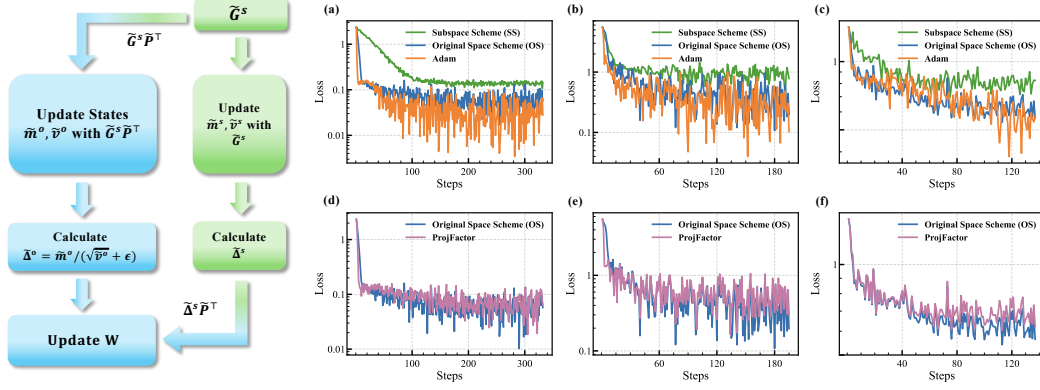 G̃ˢ
G̃ˢP̃ᵀ
Update States
m̃ᵒ, ṽᵒ with G̃ˢP̃ᵀ
Update
m̃ˢ, ṽˢ with
G̃ˢ
Calculate
Δ̃ᵒ = m̃ᵒ/(√ṽᵒ + ϵ)
Calculate
Δ̃ˢ
Δ̃ˢP̃ᵀ
Update W
(a)
Subspace Scheme (SS)
Original Space Scheme (OS)
Adam
Loss
1
0.1
0.01
100 200 300
Steps
(b)
Subspace Scheme (SS)
Original Space Scheme (OS)
Adam
Loss
1
0.1
60 120 180
Steps
(c)
Subspace Scheme (SS)
Original Space Scheme (OS)
Adam
Loss
1
40 80 120
Steps
(d)
Original Space Scheme (OS)
ProjFactor
Loss
1
0.1
0.01
100 200 300
Steps
(e)
Original Space Scheme (OS)
ProjFactor
Loss
1
0.1
60 120 180
Steps
(f)
Original Space Scheme (OS)
ProjFactor
Loss
1
40 80 120
Steps